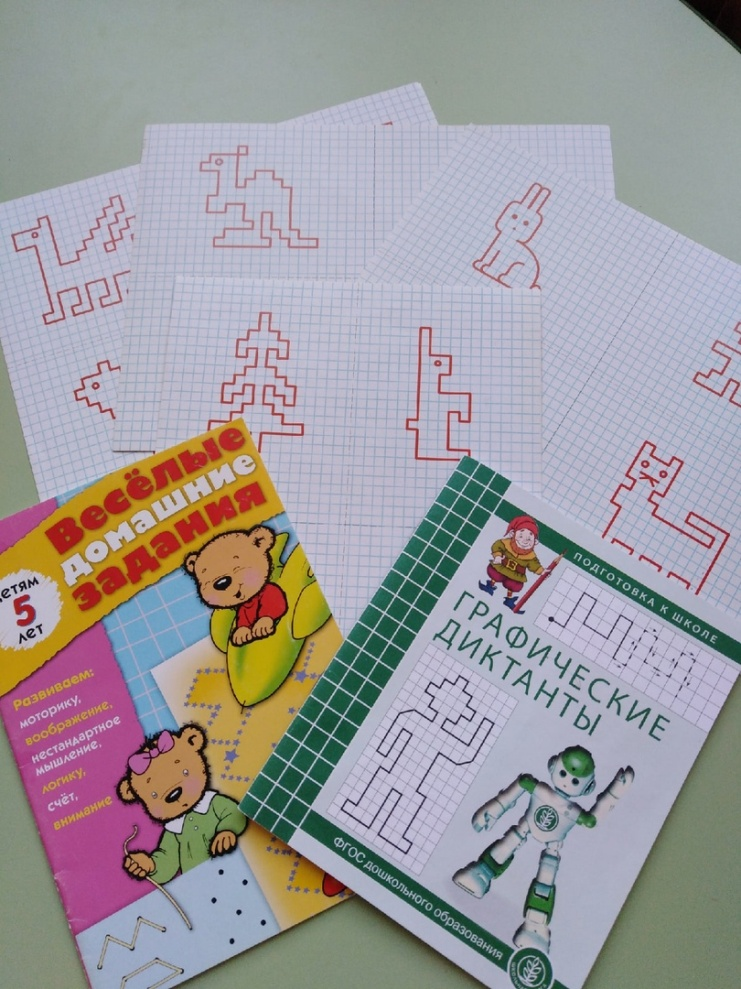 Весёлые
домашние
задания
детям
5
лет
Развиваем:
моторику,
воображение,
нестандартное
мышление,
логику,
счёт,
внимание
ПОДГОТОВКА К ШКОЛЕ
ГРАФИЧЕСКИЕ
ДИКТАНТЫ
ФГОС дошкольного образования